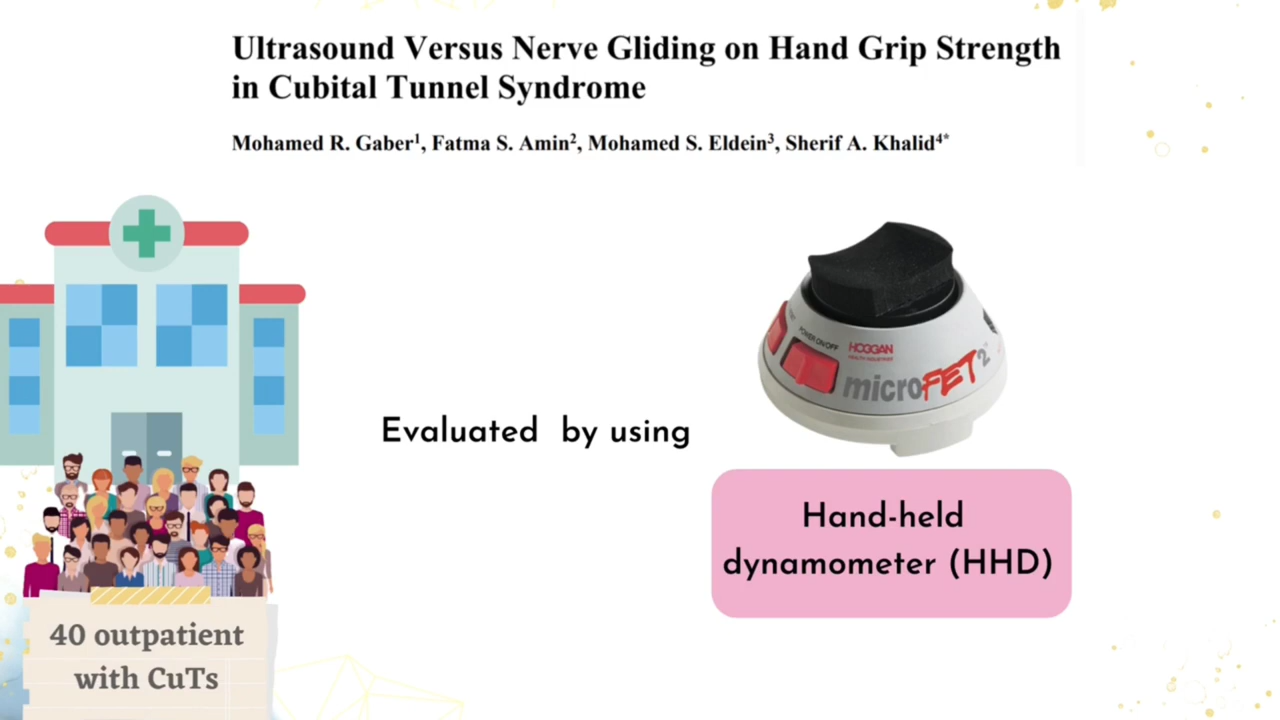 Ultrasound Versus Nerve Gliding on Hand Grip Strength
in Cubital Tunnel Syndrome
Mohamed R. Gaber¹, Fatma S. Amin², Mohamed S. Eldein³, Sherif A. Khalid⁴*
POWER ON/OFF
HOGGAN
HEALTH INDUSTRIES
microFET2
Evaluated by using
Hand-held
dynamometer (HHD)
40 outpatient
with CuTs